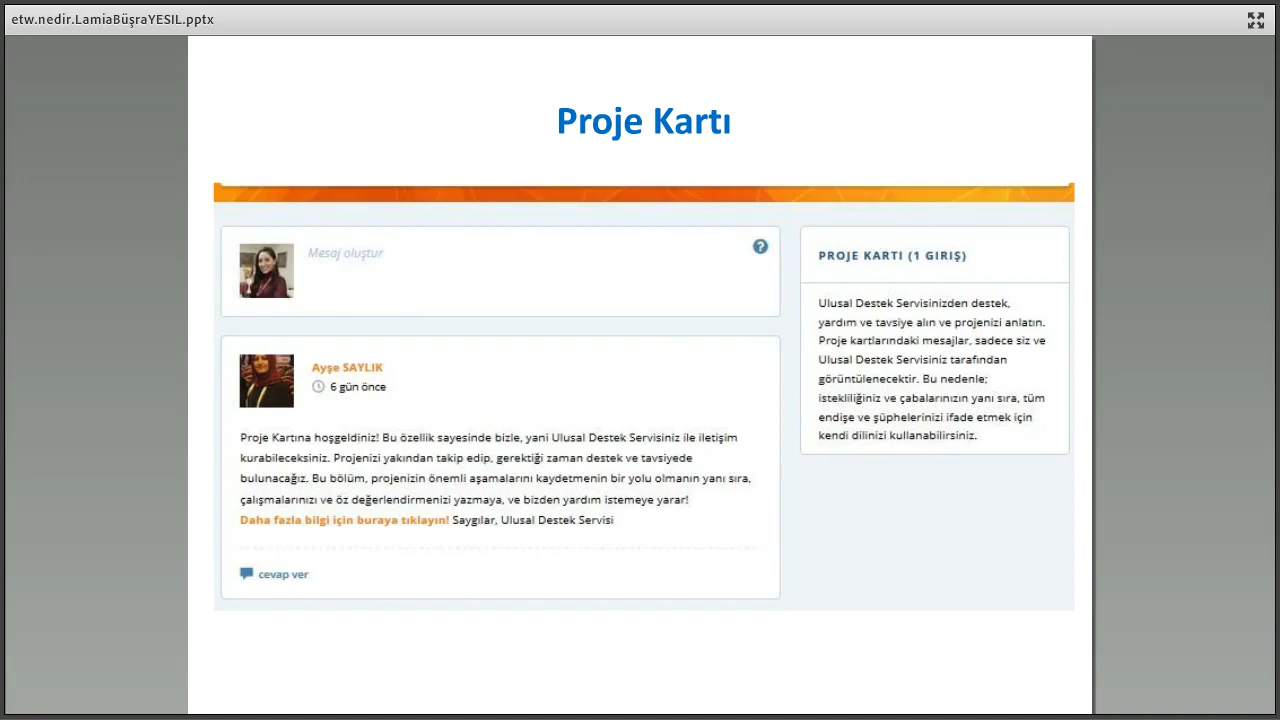 etw.nedir.LamiaBüşraYESIL.pptx
Proje Kartı
Mesaj oluştur
?
Ayşe SAYLIK
6 gün önce
Proje Kartına hoşgeldiniz! Bu özellik sayesinde bizle, yani Ulusal Destek Servisiniz ile iletişim
kurabileceksiniz. Projenizi yakından takip edip, gerektiği zaman destek ve tavsiyede
bulunacağız. Bu bölüm, projenizin önemli aşamalarını kaydetmenin bir yolu olmanın yanı sıra,
çalışmalarınızı ve öz değerlendirmenizi yazmaya, ve bizden yardım istemeye yarar!
Daha fazla bilgi için buraya tıklayın! Saygılar, Ulusal Destek Servisi
cevap ver
PROJE KARTI (1 GIRIŞ)
Ulusal Destek Servisinizden destek,
yardım ve tavsiye alın ve projenizi anlatın.
Proje kartlarındaki mesajlar, sadece siz ve
Ulusal Destek Servisiniz tarafından
görüntülenecektir. Bu nedenle;
istekliliğiniz ve çabalarınızın yanı sıra, tüm
endişe ve şüphelerinizi ifade etmek için
kendi dilinizi kullanabilirsiniz.